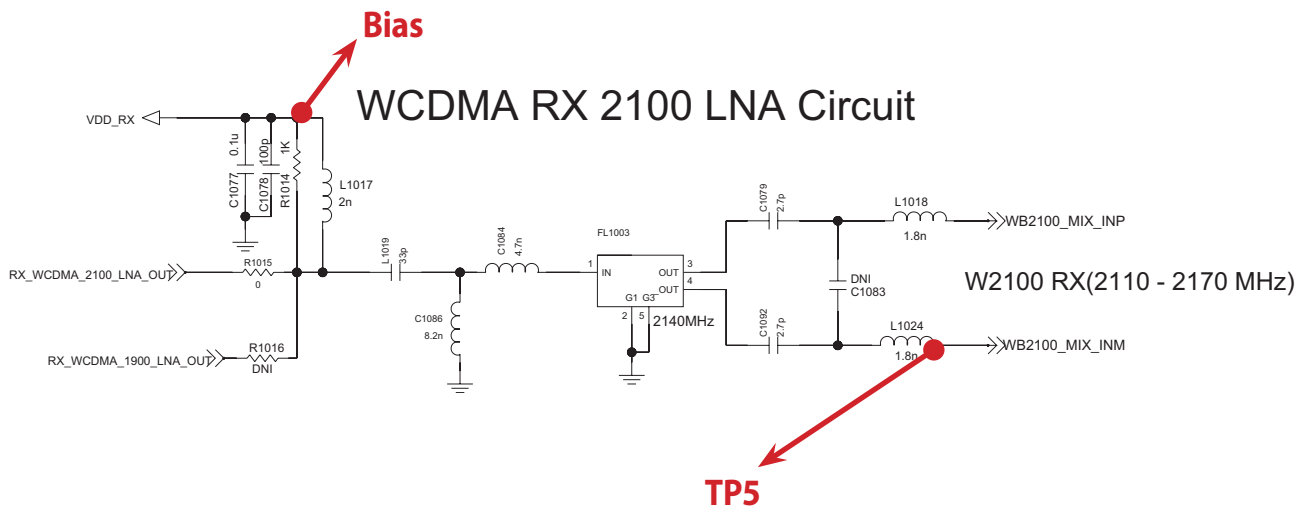 Bias
WCDMA RX 2100 LNA Circuit
VDD_RX
0.1u
C1077
100p
C1078
1K
R1014
L1017
2n
RX_WCDMA_2100_LNA_OUT
R1015
0
RX_WCDMA_1900_LNA_OUT
R1016
DNI
L1019
33p
C1084
4.7n
C1086
8.2n
FL1003
1
IN
OUT
3
OUT
4
G1
G3
2
5
2140MHz
C1079
2.7p
C1092
2.7p
DNI
C1083
L1018
1.8n
WB2100_MIX_INP
W2100 RX(2110 - 2170 MHz)
L1024
1.8n
WB2100_MIX_INM
TP5